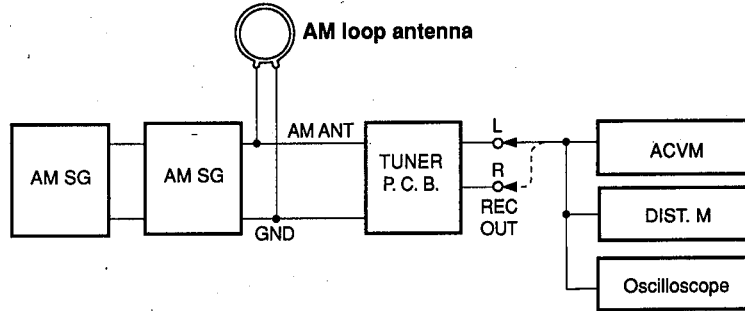 AM loop antenna
AM SG
AM SG
AM ANT
GND
TUNER
P. C. B.
L
R
REC
OUT
ACVM
DIST. M
Oscilloscope